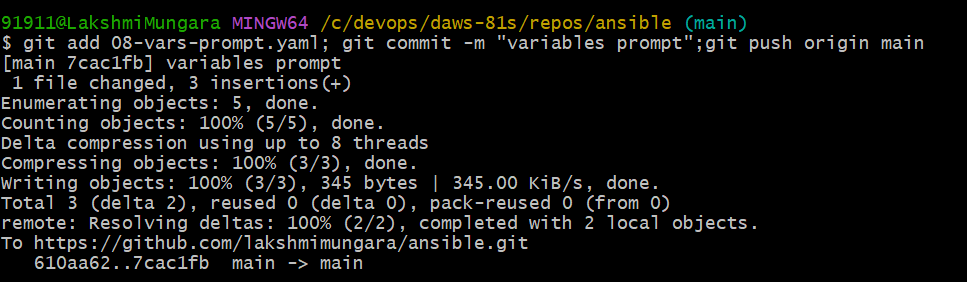 91911@LakshmiMungara MINGW64 /c/devops/daws-81s/repos/ansible (main)
$ git add 08-vars-prompt.yaml; git commit -m "variables prompt";git push origin main
[main 7cac1fb] variables prompt
 1 file changed, 3 insertions(+)
Enumerating objects: 5, done.
Counting objects: 100% (5/5), done.
Delta compression using up to 8 threads
Compressing objects: 100% (3/3), done.
Writing objects: 100% (3/3), 345 bytes | 345.00 KiB/s, done.
Total 3 (delta 2), reused 0 (delta 0), pack-reused 0 (from 0)
remote: Resolving deltas: 100% (2/2), completed with 2 local objects.
To https://github.com/lakshmimungara/ansible.git
   610aa62..7cac1fb  main -> main